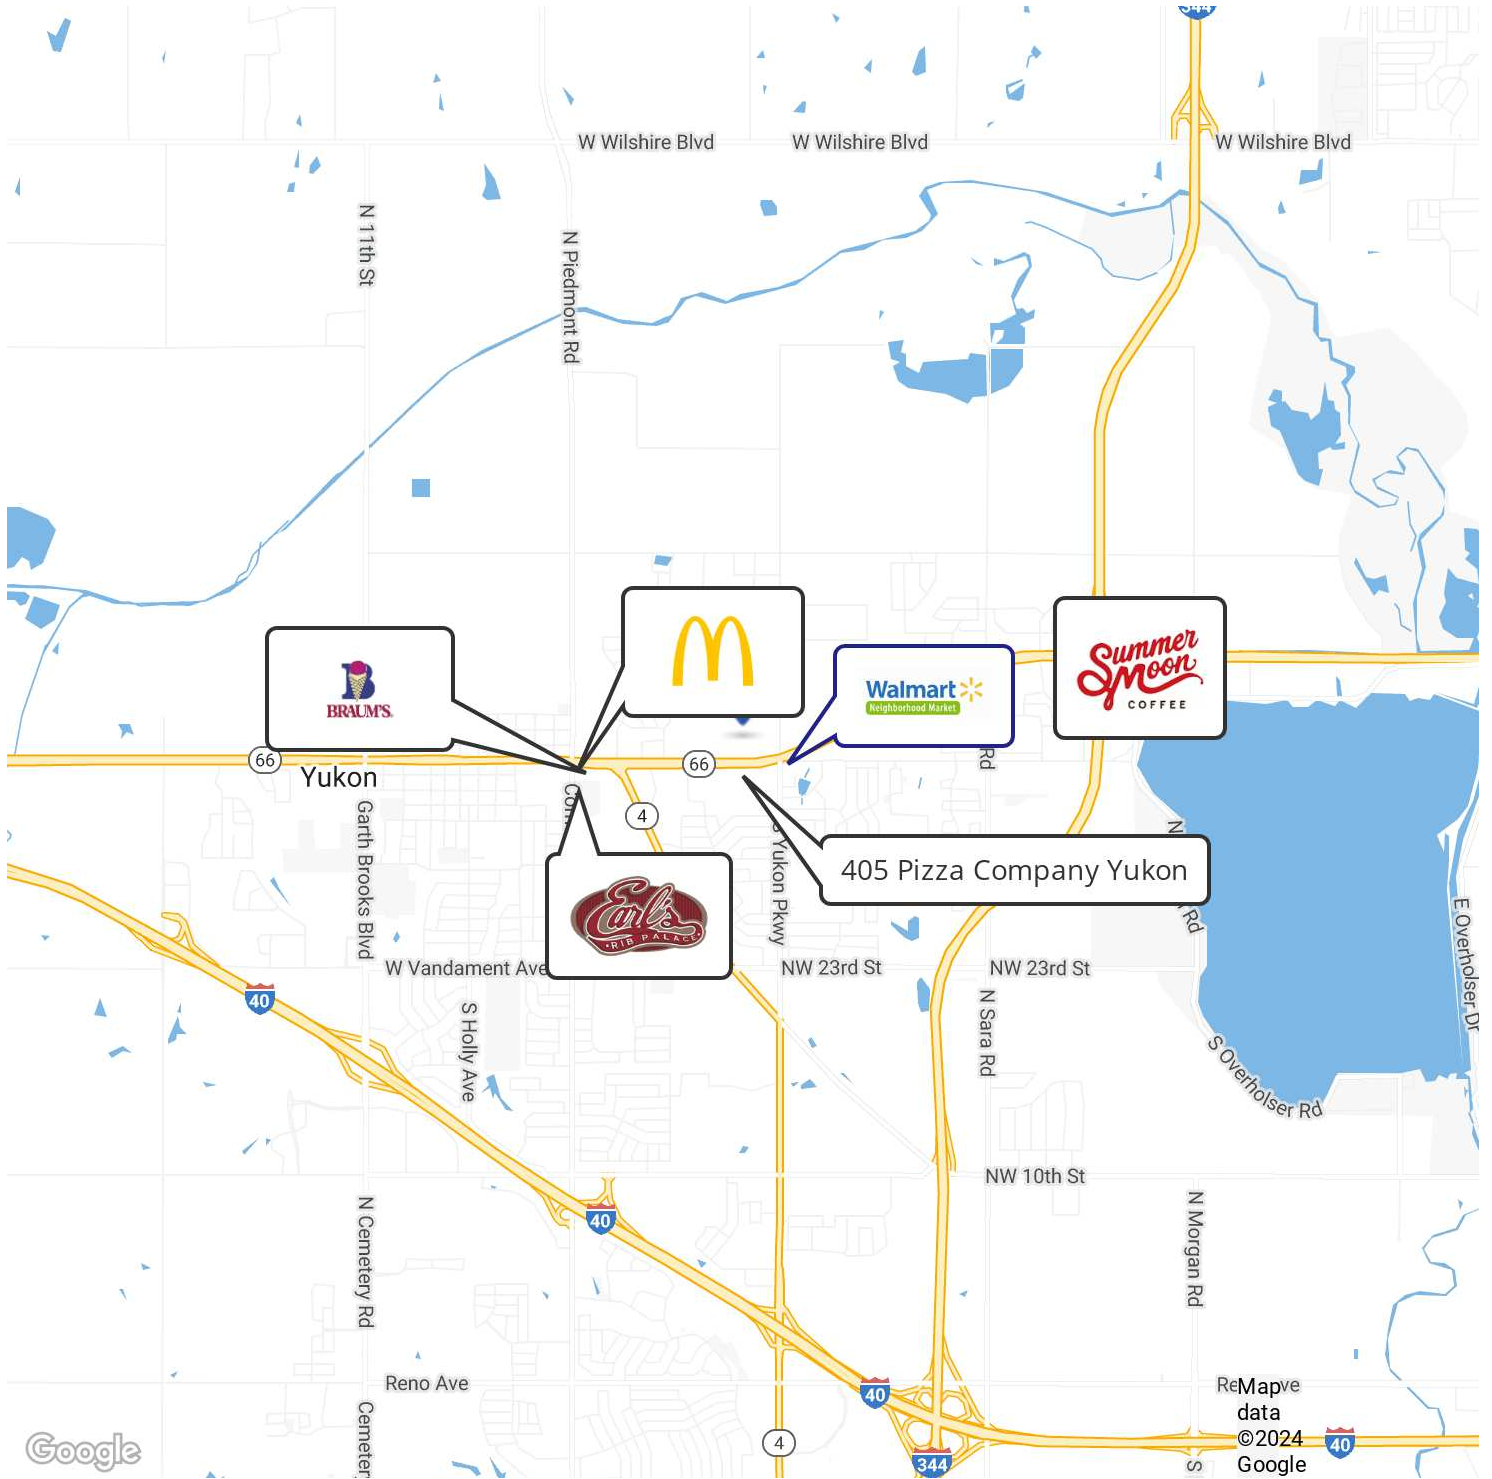 344
W Wilshire Blvd
W Wilshire Blvd
W Wilshire Blvd
N 11th St
N Piedmont Rd
Summer
Moon
COFFEE
Walmart
Neighborhood Market
B
BRAUM'S
66
66
Yukon
Rd
4
Garth Brooks Blvd
S Yukon Pkwy
405 Pizza Company Yukon
Earl's
RIB PALACE
Rd
E Overholser Dr
W Vandament Ave
NW 23rd St
NW 23rd St
40
S Holly Ave
N Sara Rd
S Overholser Rd
NW 10th St
40
N Cemetery Rd
N Morgan Rd
Reno Ave
40
Map
data
©2024
Google
Google
4
40
344